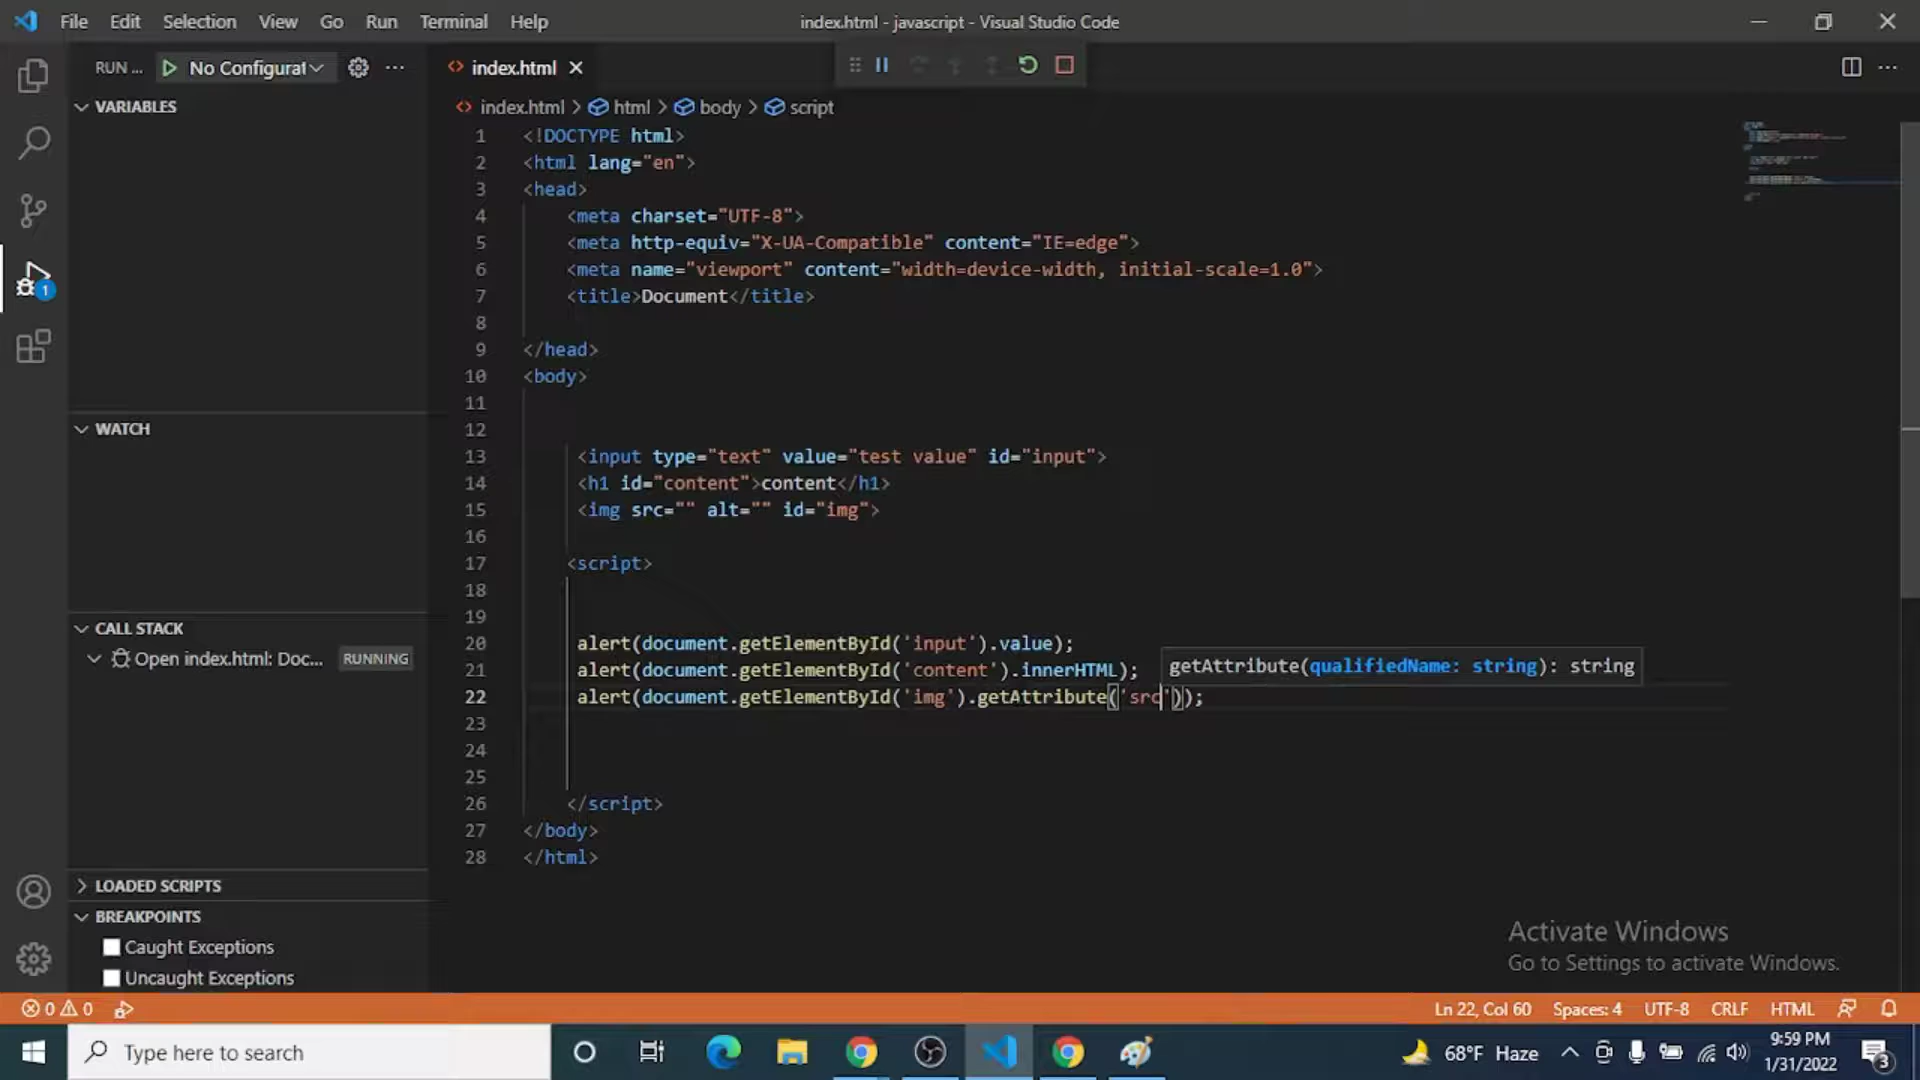 File Edit Selection View Go Run Terminal Help
index.html - javascript - Visual Studio Code
RUN ... No Configurat
index.html
index.html > html > body > script
VARIABLES
WATCH
CALL STACK
Open index.html: Doc... RUNNING
LOADED SCRIPTS
BREAKPOINTS
Caught Exceptions
Uncaught Exceptions
1
1 <!DOCTYPE html>
2 <html lang="en">
3 <head>
4 <meta charset="UTF-8">
5 <meta http-equiv="X-UA-Compatible" content="IE=edge">
6 <meta name="viewport" content="width=device-width, initial-scale=1.0">
7 <title>Document</title>
8
9 </head>
10 <body>
11
12
13 <input type="text" value="test value" id="input">
14 <h1 id="content">content</h1>
15 <img src="" alt="" id="img">
16
17 <script>
18
19
20 alert(document.getElementById('input').value);
21 alert(document.getElementById('content').innerHTML);
getAttribute(qualifiedName: string): string
22 alert(document.getElementById('img').getAttribute('src'));
23
24
25
26 </script>
27 </body>
28 </html>
Activate Windows
Go to Settings to activate Windows.
0 0
Ln 22, Col 60 Spaces: 4 UTF-8 CRLF HTML
Type here to search
68°F Haze
9:59 PM
1/31/2022
3